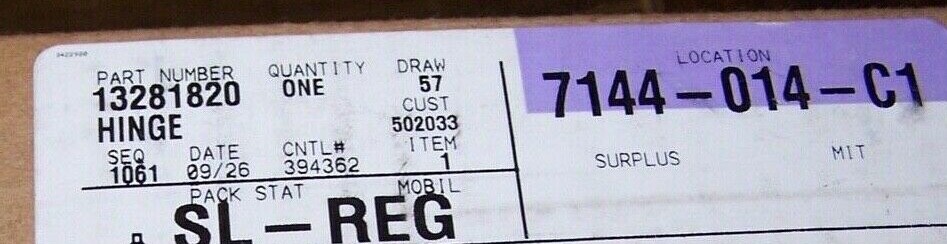 3422900
PART NUMBER QUANTITY DRAW
13281820 ONE 57
HINGE CUST
502033
SEQ DATE CNTL# ITEM
1061 09/26 394362 1
PACK STAT MOBIL
SL-REG
LOCATION
7144-014-C1
SURPLUS MIT